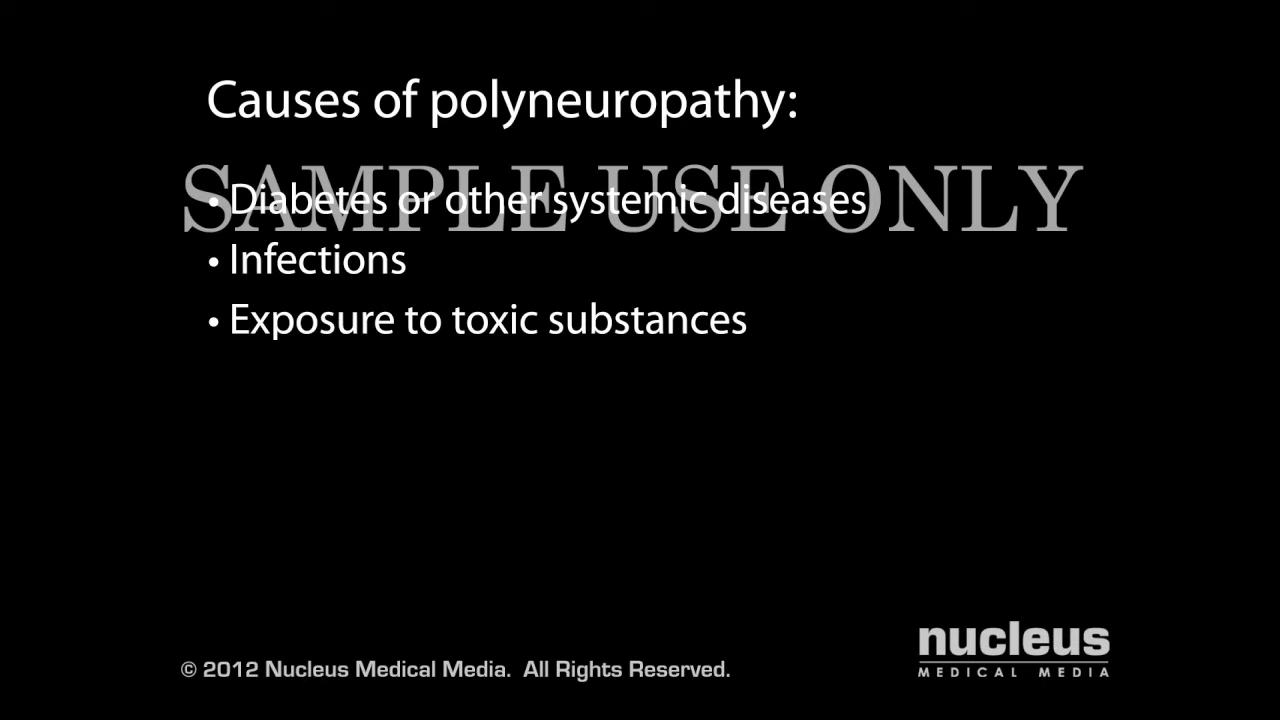 Causes of polyneuropathy:
SAMPLE USE ONLY
• Diabetes or other systemic diseases
• Infections
• Exposure to toxic substances
nucleus
MEDICAL MEDIA
© 2012 Nucleus Medical Media. All Rights Reserved.